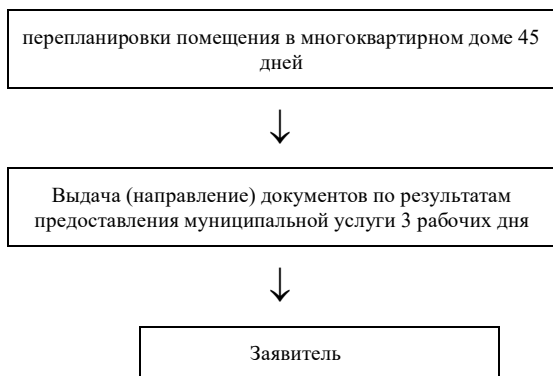 перепланировки помещения в многоквартирном доме 45
дней
Выдача (направление) документов по результатам
предоставления муниципальной услуги 3 рабочих дня
Заявитель